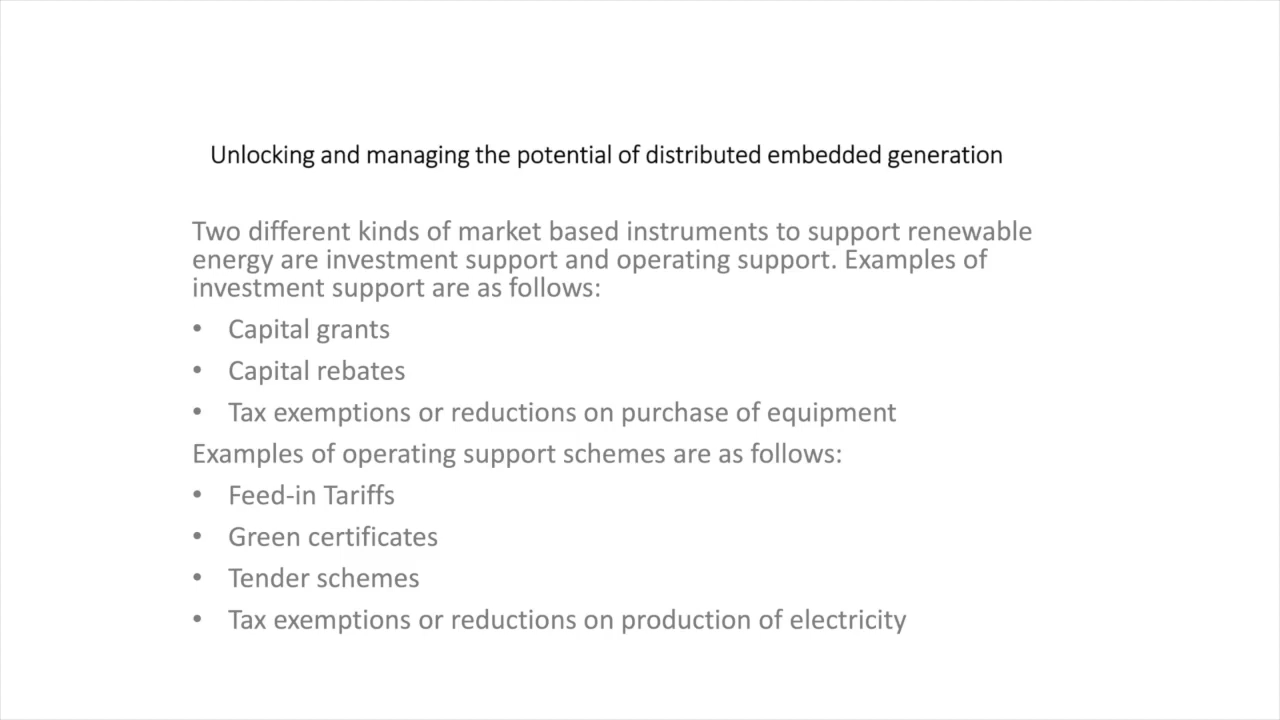 Unlocking and managing the potential of distributed embedded generation
Two different kinds of market based instruments to support renewable
energy are investment support and operating support. Examples of
investment support are as follows:
• Capital grants
• Capital rebates
• Tax exemptions or reductions on purchase of equipment
Examples of operating support schemes are as follows:
• Feed-in Tariffs
• Green certificates
• Tender schemes
• Tax exemptions or reductions on production of electricity